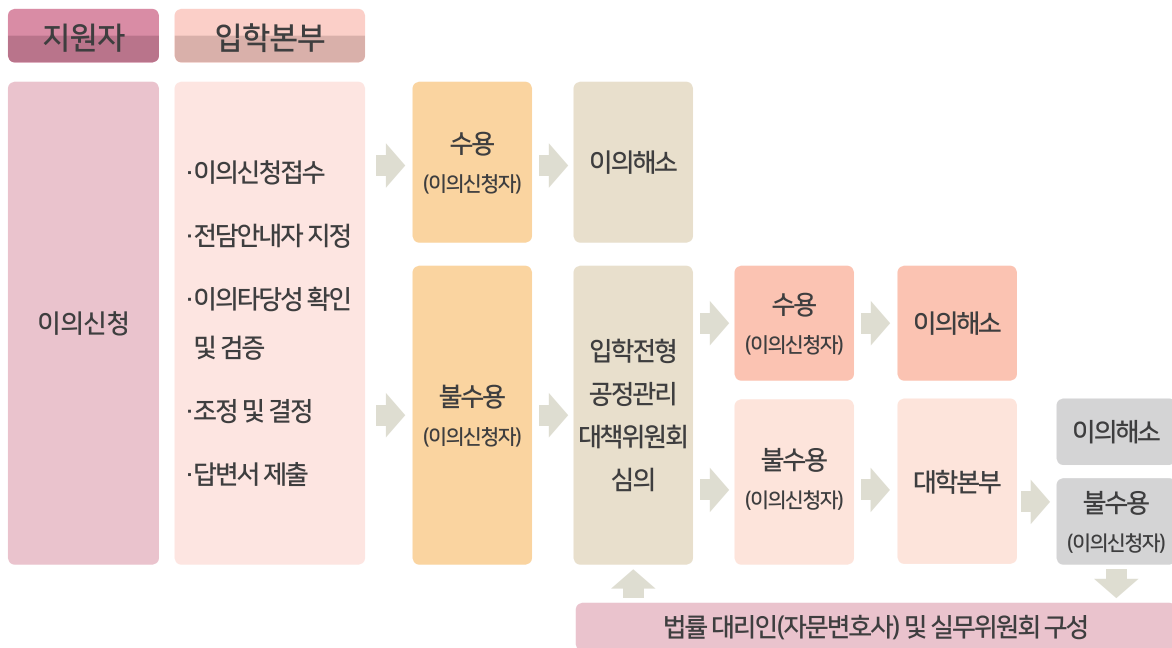 지원자
입학본부
이의신청
·이의신청접수
·전담안내자 지정
·이의타당성 확인
및 검증
·조정 및 결정
·답변서 제출
수용
(이의신청자)
이의해소
불수용
(이의신청자)
입학전형
공정관리
대책위원회
심의
수용
(이의신청자)
이의해소
불수용
(이의신청자)
대학본부
이의해소
불수용
(이의신청자)
법률 대리인(자문변호사) 및 실무위원회 구성